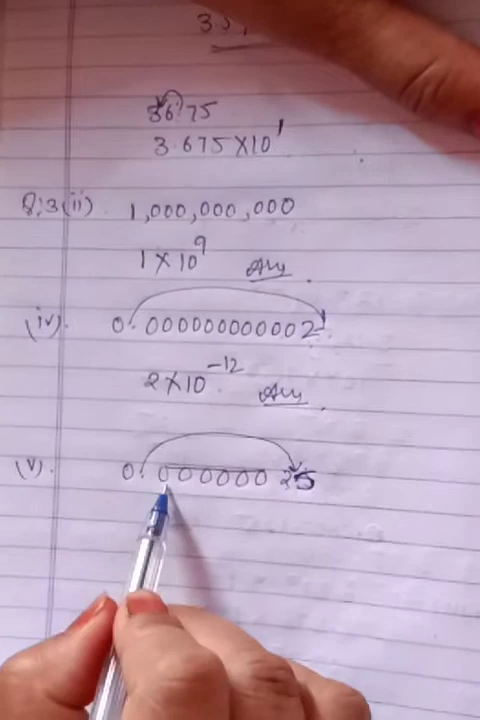 36.75
3.675×10¹
Q;3(ii). 1,000,000,000
1×10⁹ Ans.
(iv). 0.000000000002.
2×10⁻¹² Ans.
(v). 0.00000025